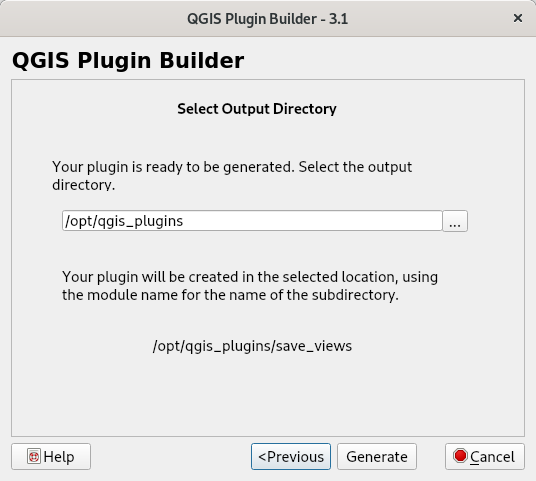 QGIS Plugin Builder - 3.1
×
QGIS Plugin Builder
Select Output Directory
Your plugin is ready to be generated. Select the output
directory.
/opt/qgis_plugins
...
Your plugin will be created in the selected location, using
the module name for the name of the subdirectory.
/opt/qgis_plugins/save_views
Help
<Previous
Generate
Cancel